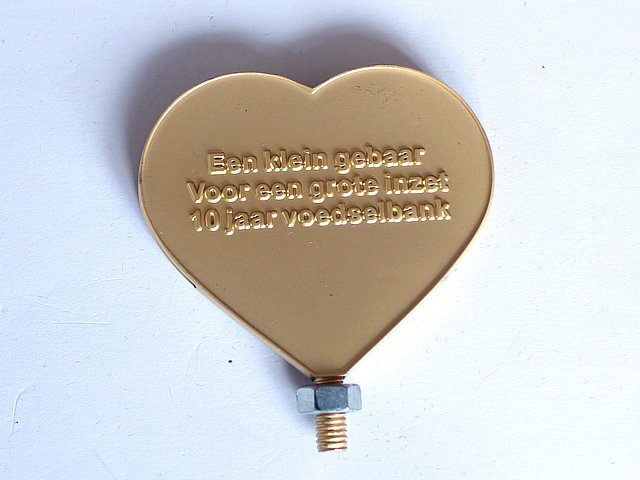 Een klein gebaar
Voor een grote inzet
10 jaar voedselbank